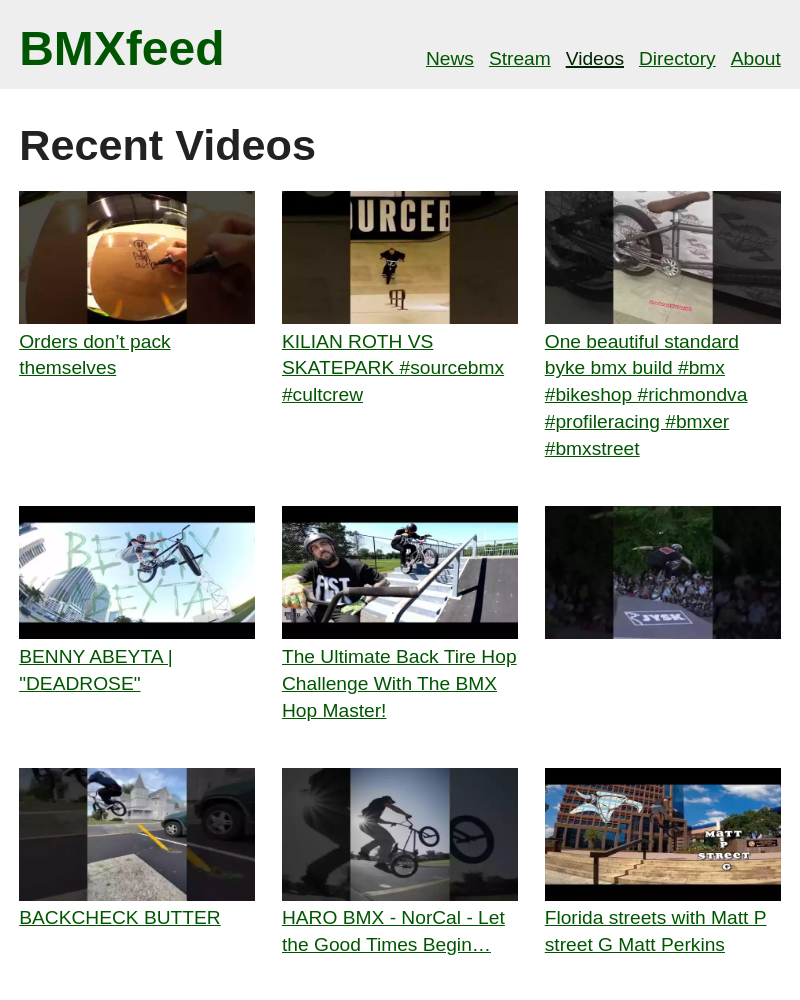 BMXfeed
News Stream Videos Directory About
Recent Videos
OURCEB
Orders don’t pack
themselves
KILIAN ROTH VS
SKATEPARK #sourcebmx
#cultcrew
One beautiful standard
byke bmx build #bmx
#bikeshop #richmondva
#profileracing #bmxer
#bmxstreet
BENNY
ABEYTA
FIST
JYSK
BENNY ABEYTA |
"DEADROSE"
The Ultimate Back Tire Hop
Challenge With The BMX
Hop Master!
MATT
P
STREET
G
BACKCHECK BUTTER
HARO BMX - NorCal - Let
the Good Times Begin…
Florida streets with Matt P
street G Matt Perkins